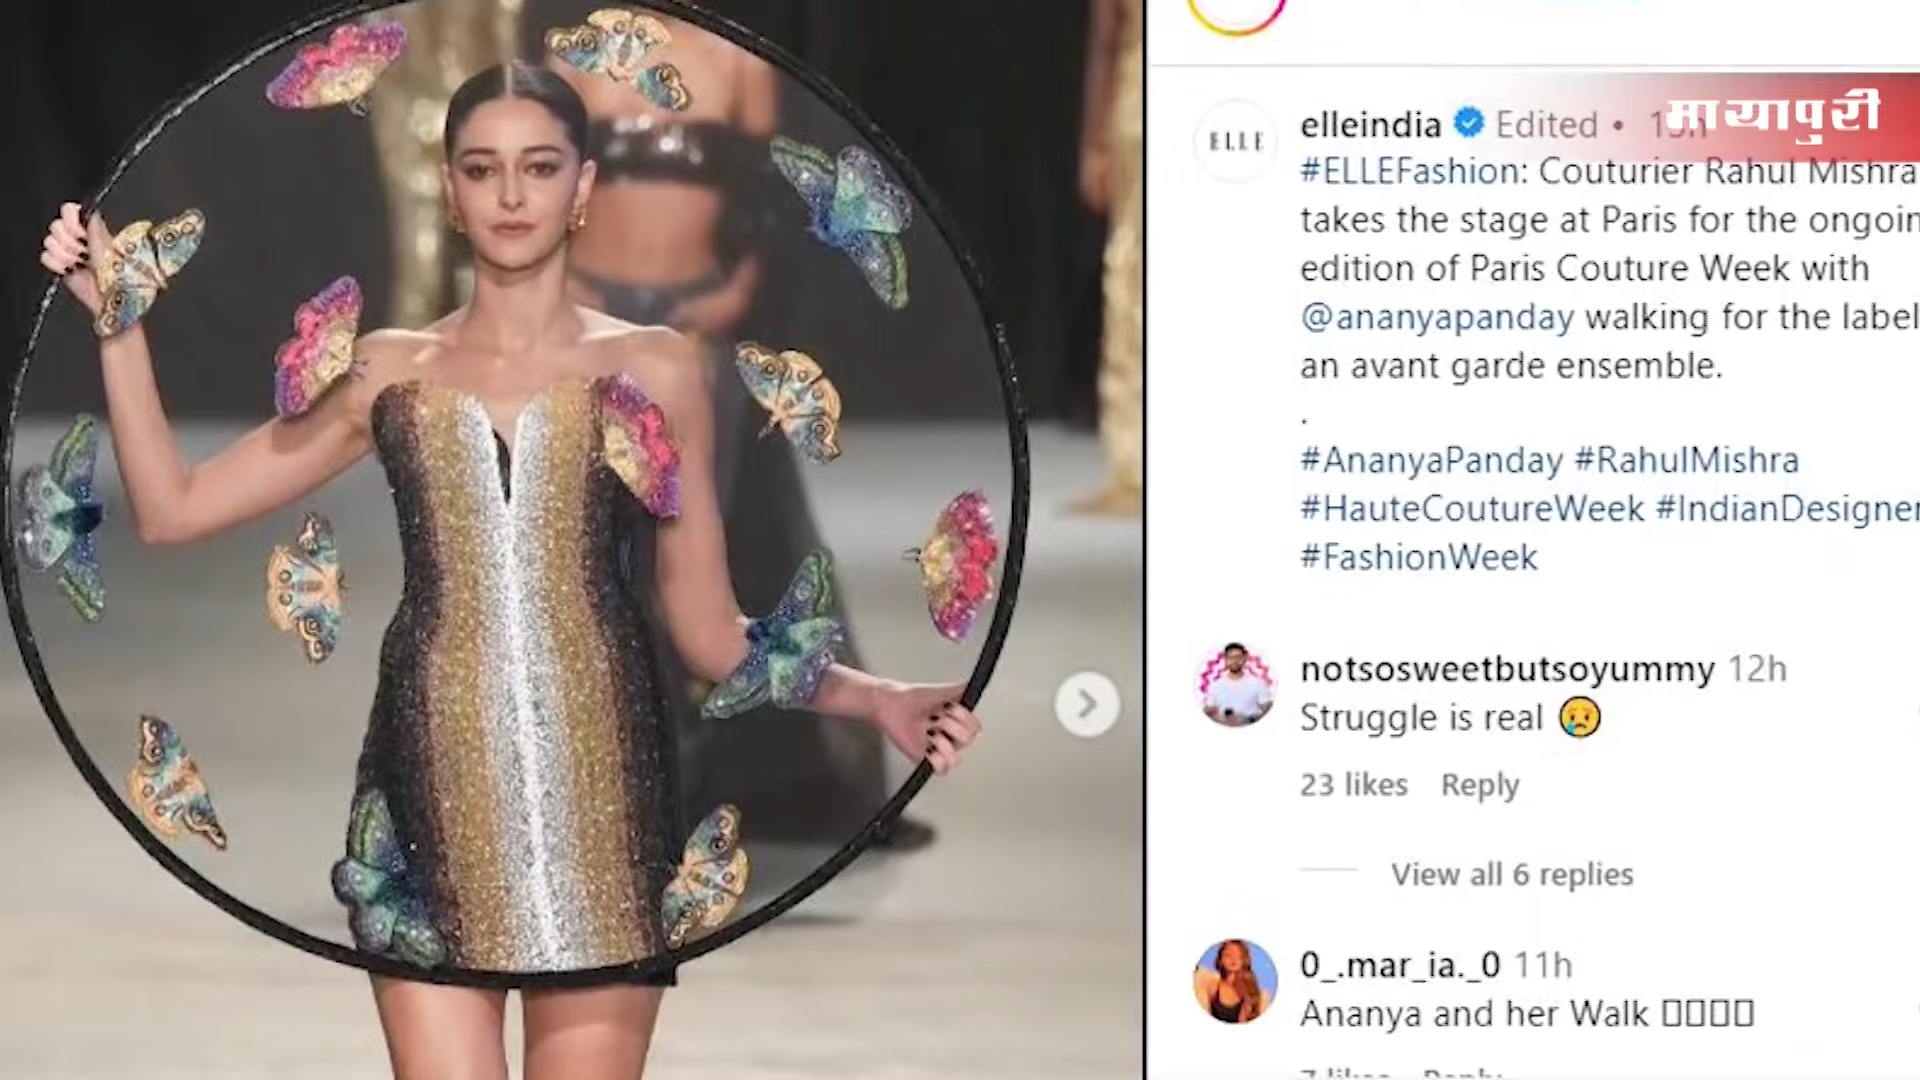 मायापुरी
ELLE
elleindia Edited •
#ELLEFashion: Couturier Rahul Mishra
takes the stage at Paris for the ongoin
edition of Paris Couture Week with
@ananyapanday walking for the label
an avant garde ensemble.
.
#AnanyaPanday #RahulMishra
#HauteCoutureWeek #IndianDesigner
#FashionWeek
notsosweetbutsoyummy 12h
Struggle is real 😢
23 likes Reply
View all 6 replies
0_.mar_ia._0 11h
Ananya and her Walk